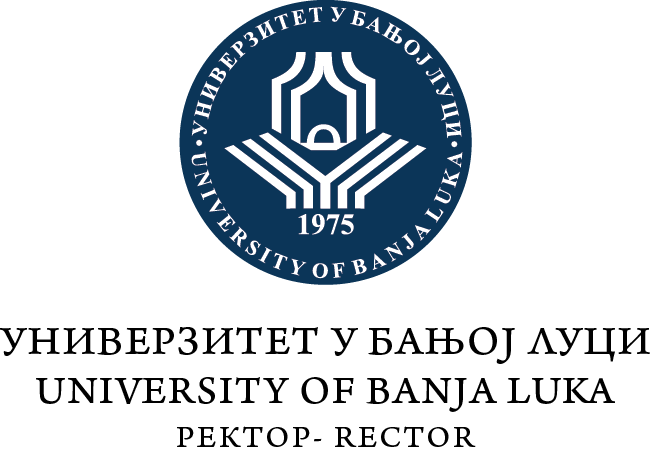 УНИВЕРЗИТЕТ У БАЊОЈ ЛУЦИ
• UNIVERSITY OF BANJA LUKA •
1975
УНИВЕРЗИТЕТ У БАЊОЈ ЛУЦИ
UNIVERSITY OF BANJA LUKA
РЕКТОР- RECTOR